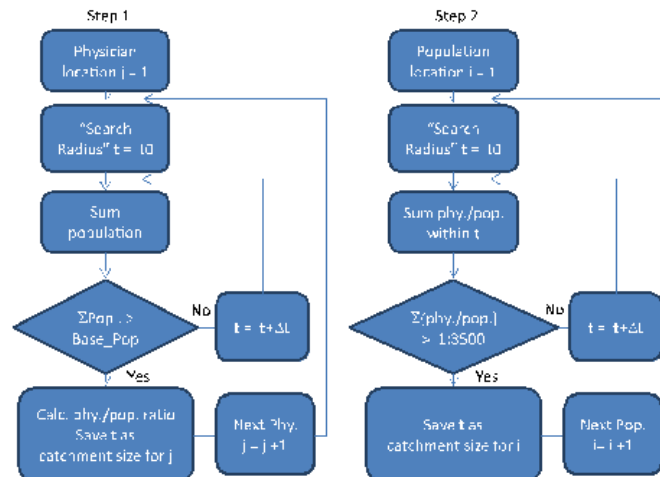 Step 1
Physician
location j = 1
"Search
Radius" t = t0
Sum
population
ΣPop. >
Base_Pop
No
t = t+Δt
Yes
Calc. phy./pop. ratio
Save t as
catchment size for j
Next Phy.
j = j +1
Step 2
Population
location i = 1
"Search
Radius" t = t0
Sum phy./pop.
within t
Σ(phy./pop.)
> 1:3500
No
t = t+Δt
Yes
Save t as
catchment size for i
Next Pop.
i= i +1